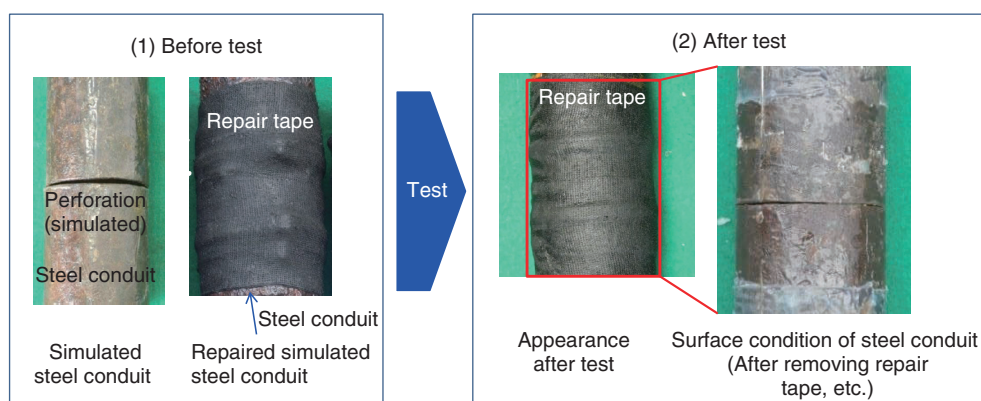 (1) Before test
Repair tape
Perforation
(simulated)
Steel conduit
Steel conduit
Simulated
steel conduit
Repaired simulated
steel conduit
Test
(2) After test
Repair tape
Appearance
after test
Surface condition of steel conduit
(After removing repair
tape, etc.)